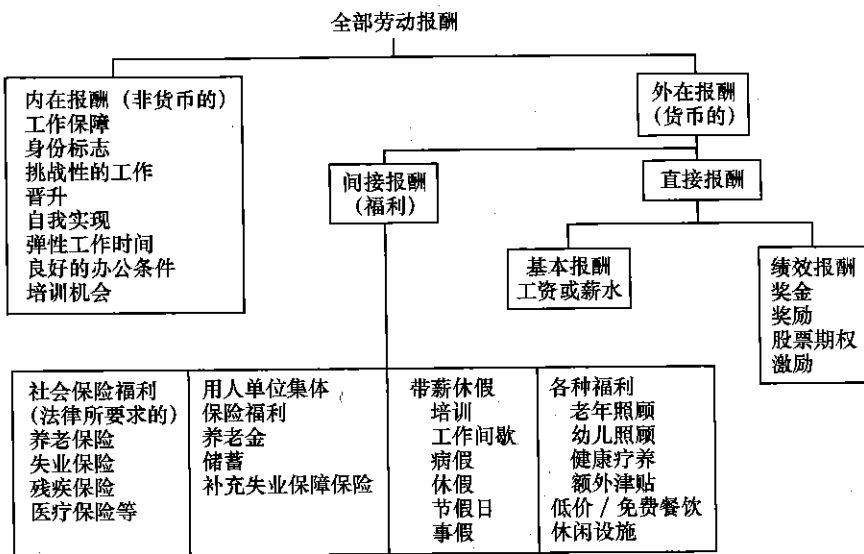 全部劳动报酬
内在报酬（非货币的）
工作保障
身份标志
挑战性的工作
晋升
自我实现
弹性工作时间
良好的办公条件
培训机会
外在报酬
（货币的）
间接报酬
（福利）
直接报酬
基本报酬
工资或薪水
绩效报酬
奖金
奖励
股票期权
激励
社会保险福利
（法律所要求的）
养老保险
失业保险
残疾保险
医疗保险等
用人单位集体
保险福利
养老金
储蓄
补充失业保障保险
带薪休假
培训
工作间歇
病假
休假
节假日
事假
各种福利
老年照顾
幼儿照顾
健康疗养
额外津贴
低价 / 免费餐饮
休闲设施